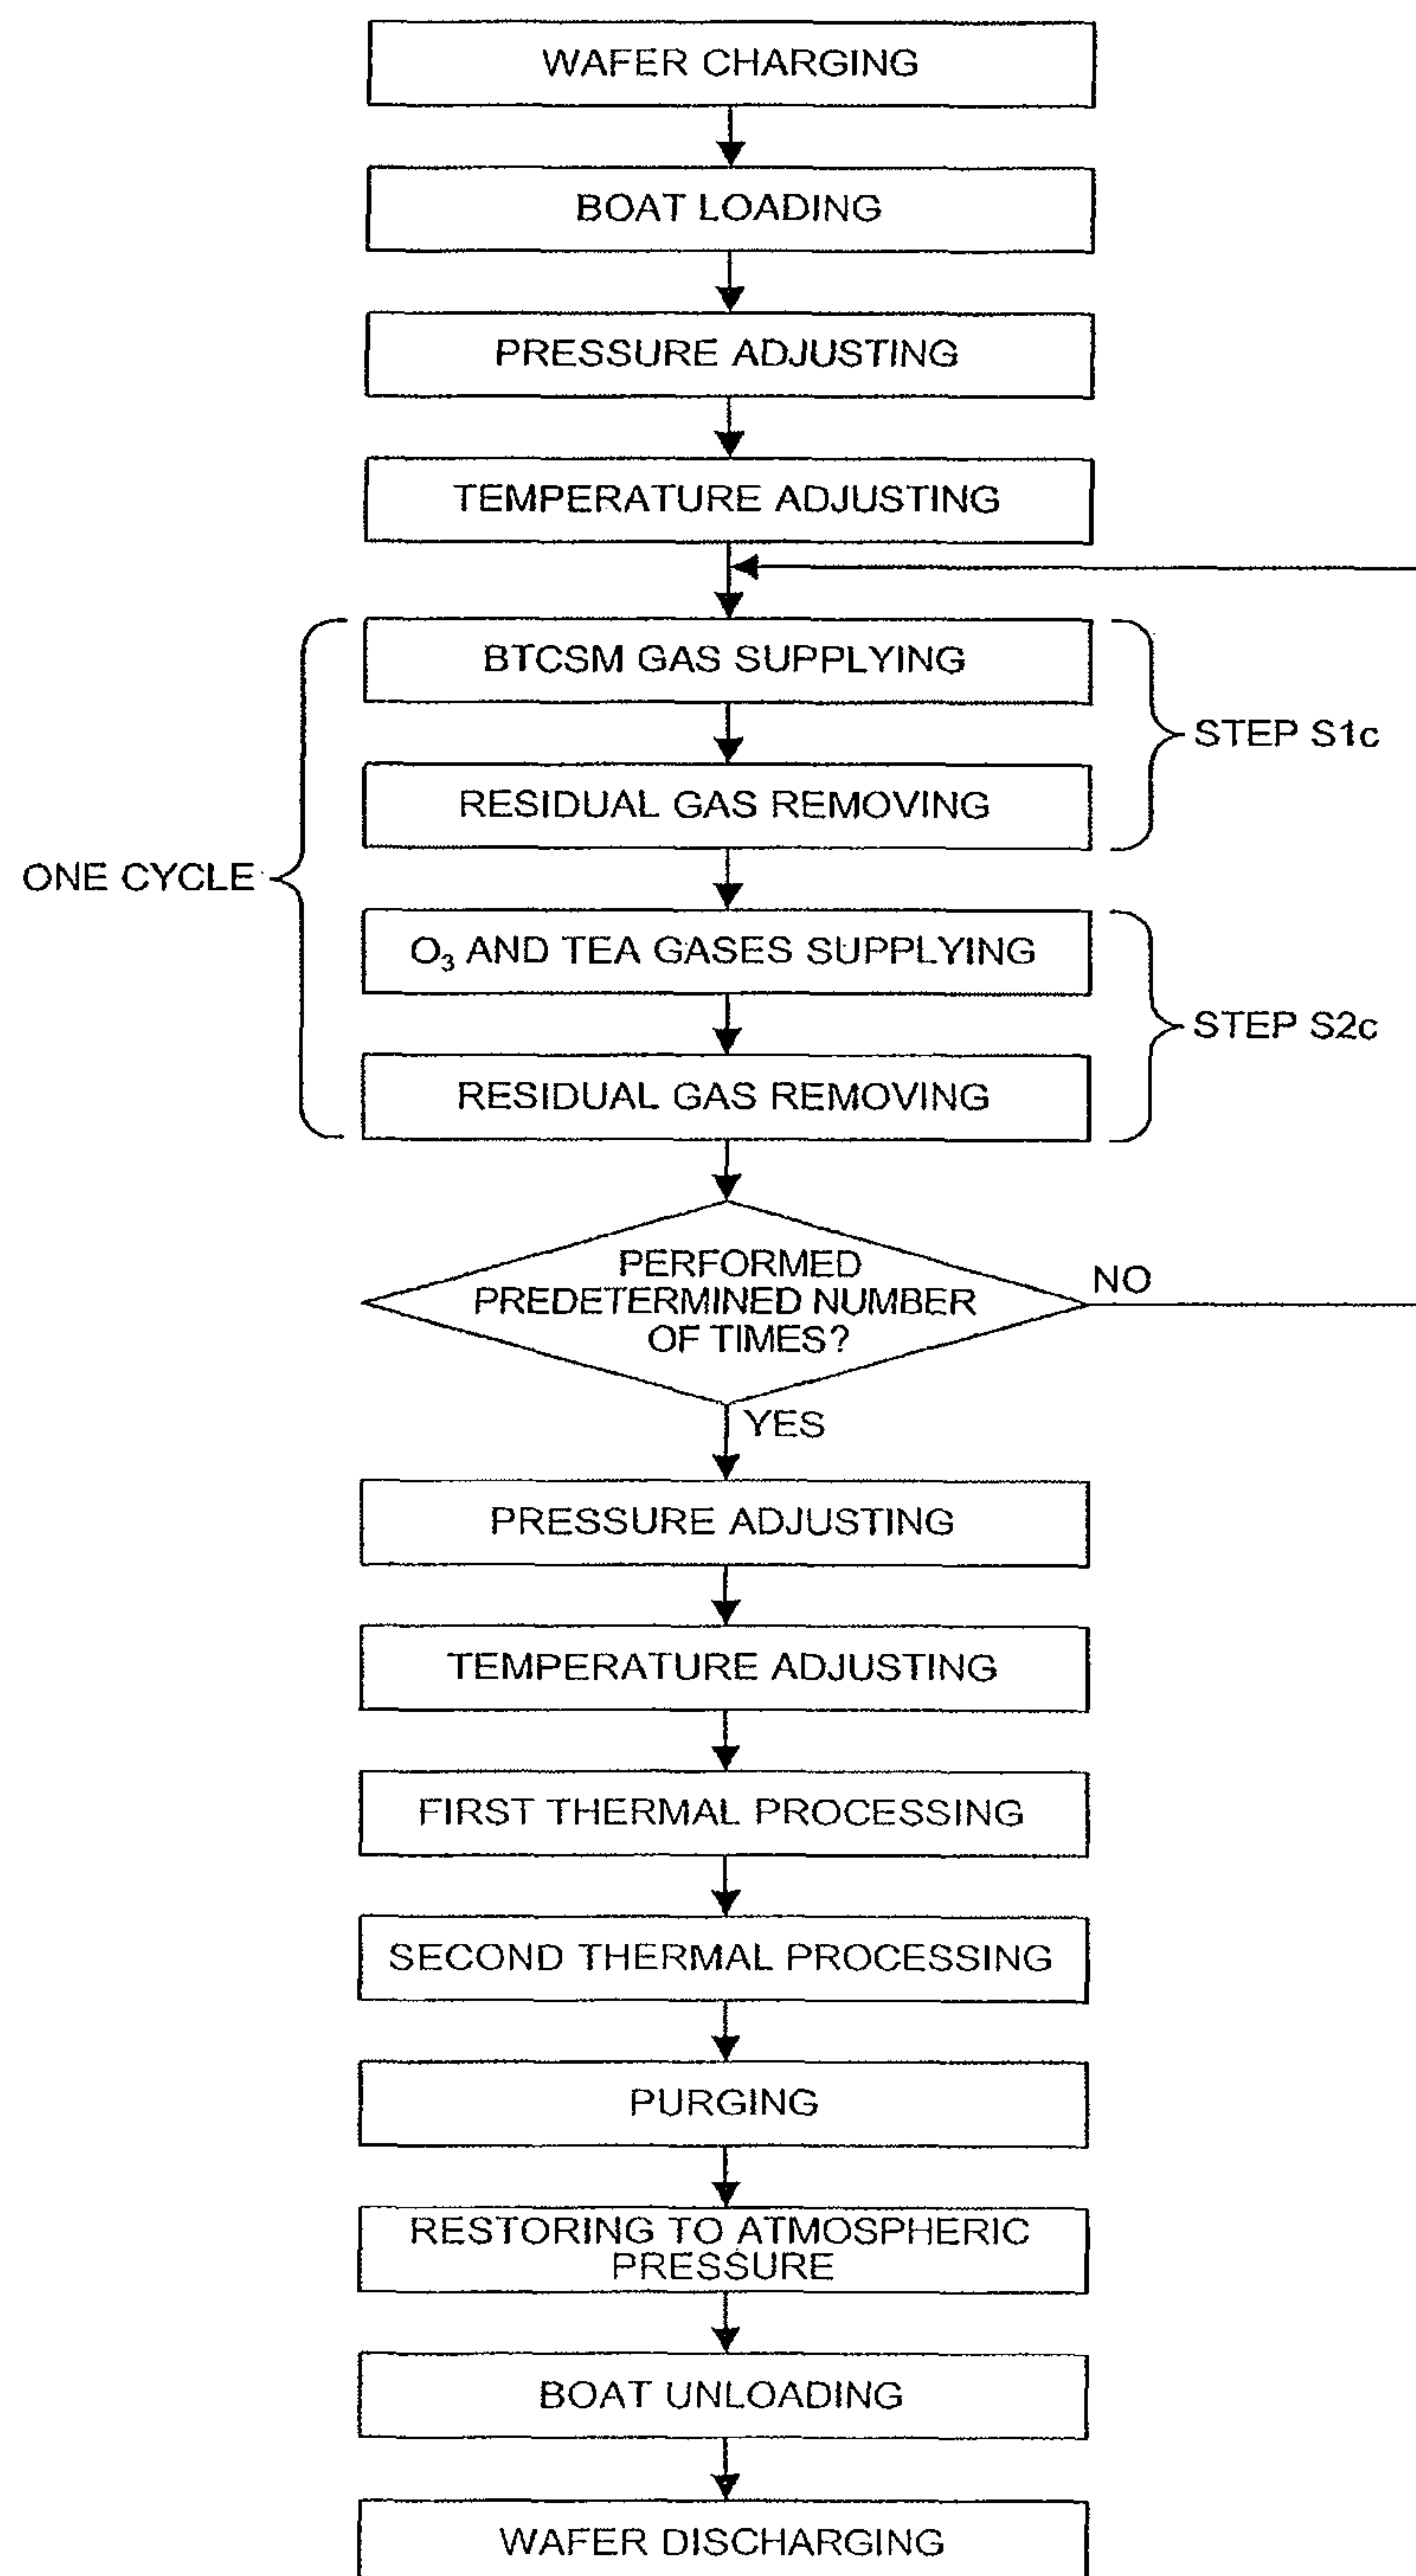 WAFER CHARGING
BOAT LOADING
PRESSURE ADJUSTING
TEMPERATURE ADJUSTING
BTCSM GAS SUPPLYING
STEP S1c
RESIDUAL GAS REMOVING
ONE CYCLE
O₃ AND TEA GASES SUPPLYING
STEP S2c
RESIDUAL GAS REMOVING
PERFORMED
PREDETERMINED NUMBER
OF TIMES?
NO
YES
PRESSURE ADJUSTING
TEMPERATURE ADJUSTING
FIRST THERMAL PROCESSING
SECOND THERMAL PROCESSING
PURGING
RESTORING TO ATMOSPHERIC
PRESSURE
BOAT UNLOADING
WAFER DISCHARGING